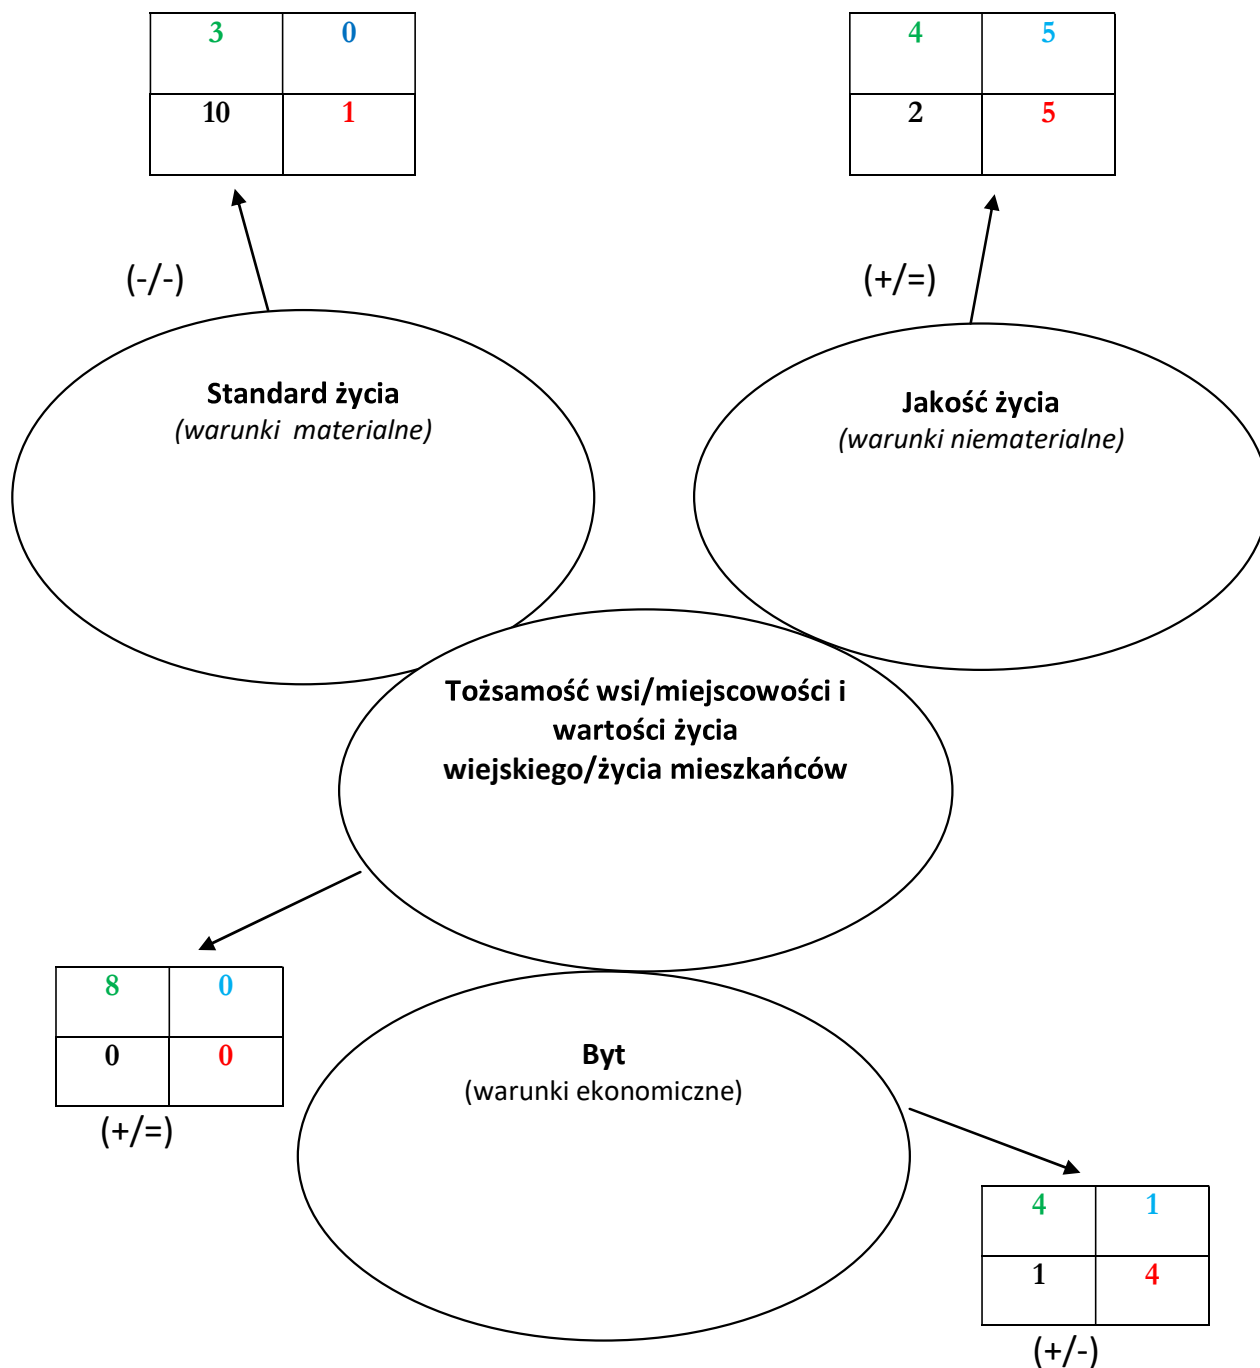 3 0
10 1
4 5
2 5
(-/-)
(+/=)
Standard życia
(warunki materialne)
Jakość życia
(warunki niematerialne)
Tożsamość wsi/miejscowości i
wartości życia
wiejskiego/życia mieszkańców
8 0
0 0
(+/=)
Byt
(warunki ekonomiczne)
4 1
1 4
(+/-)